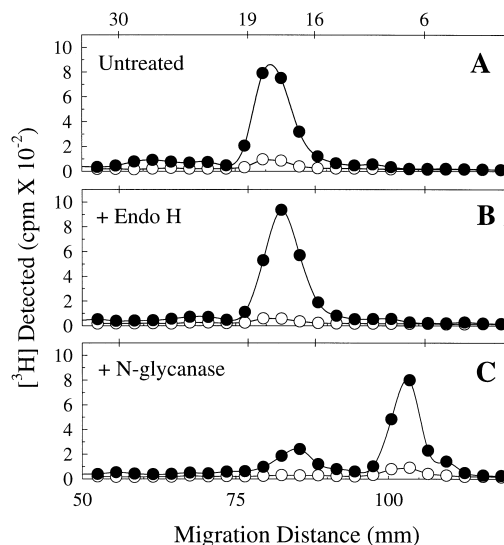 30 19 16 6
10
8
6
4
2
0
Untreated
A
10
8
6
4
2
0
+ Endo H
B
10
8
6
4
2
0
+ N-glycanase
C
[³H] Detected (cpm X 10⁻²)
50 75 100
Migration Distance (mm)